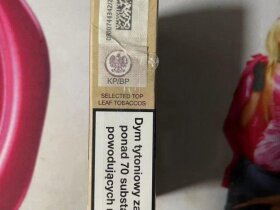 KP/BP
SELECTED TOP
LEAF TOBACCOS
Dym tytoniowy za
ponad 70 substa
powodujących